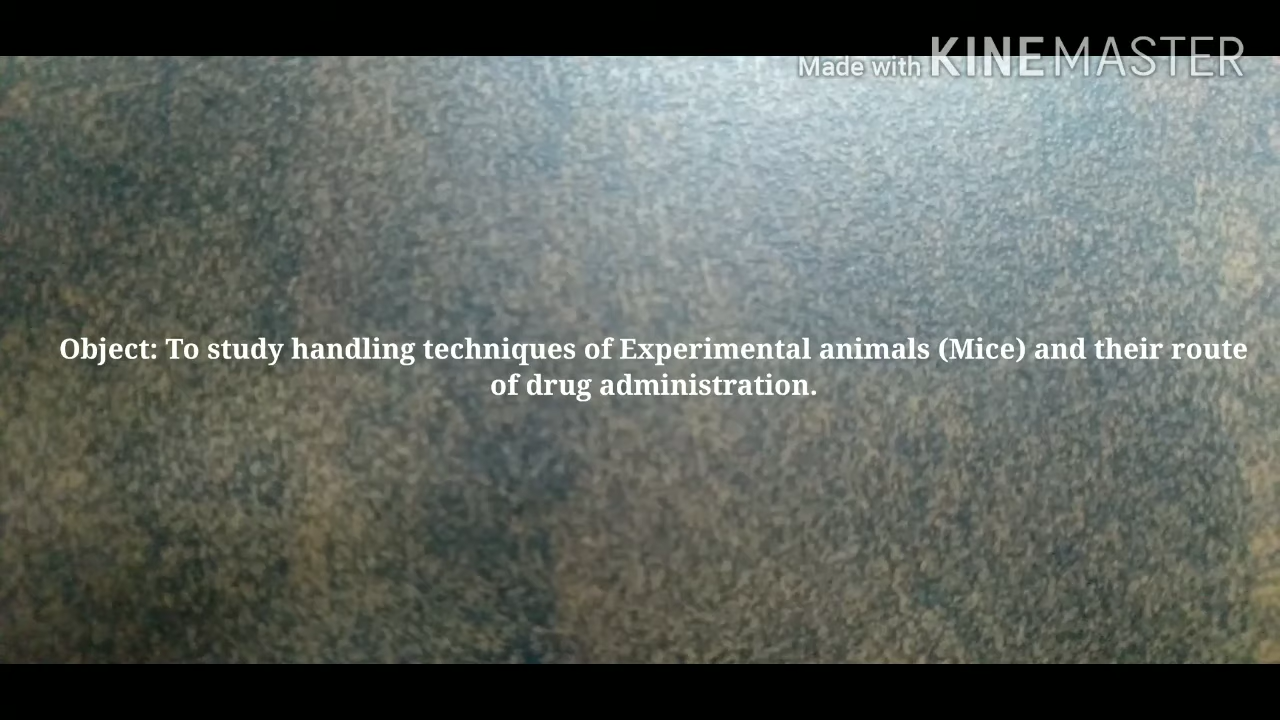 Made with KINEMASTER
Object: To study handling techniques of Experimental animals (Mice) and their route
of drug administration.